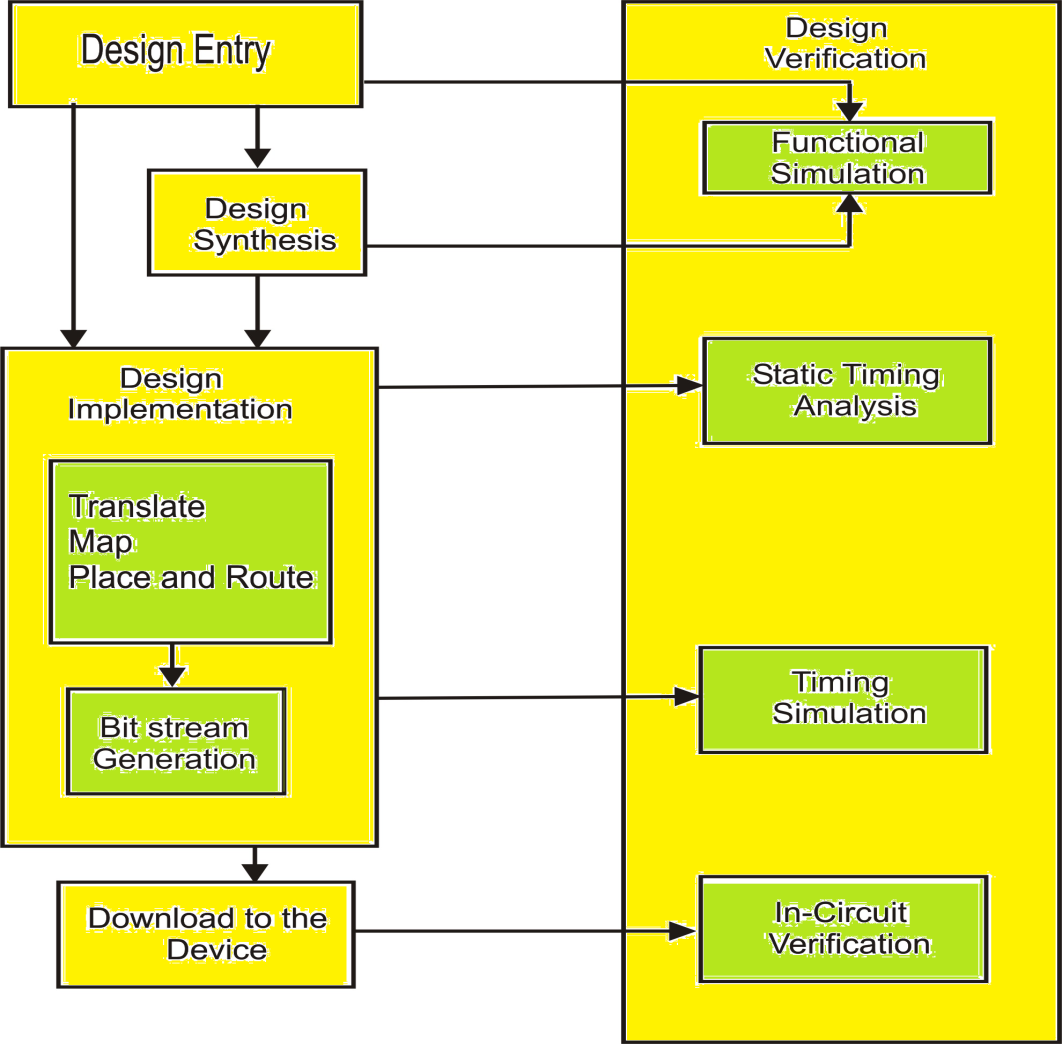 Design Entry
Design
Synthesis
Design
Implementation
Translate
Map
Place and Route
Bit stream
Generation
Download to the
Device
Design
Verification
Functional
Simulation
Static Timing
Analysis
Timing
Simulation
In-Circuit
Verification